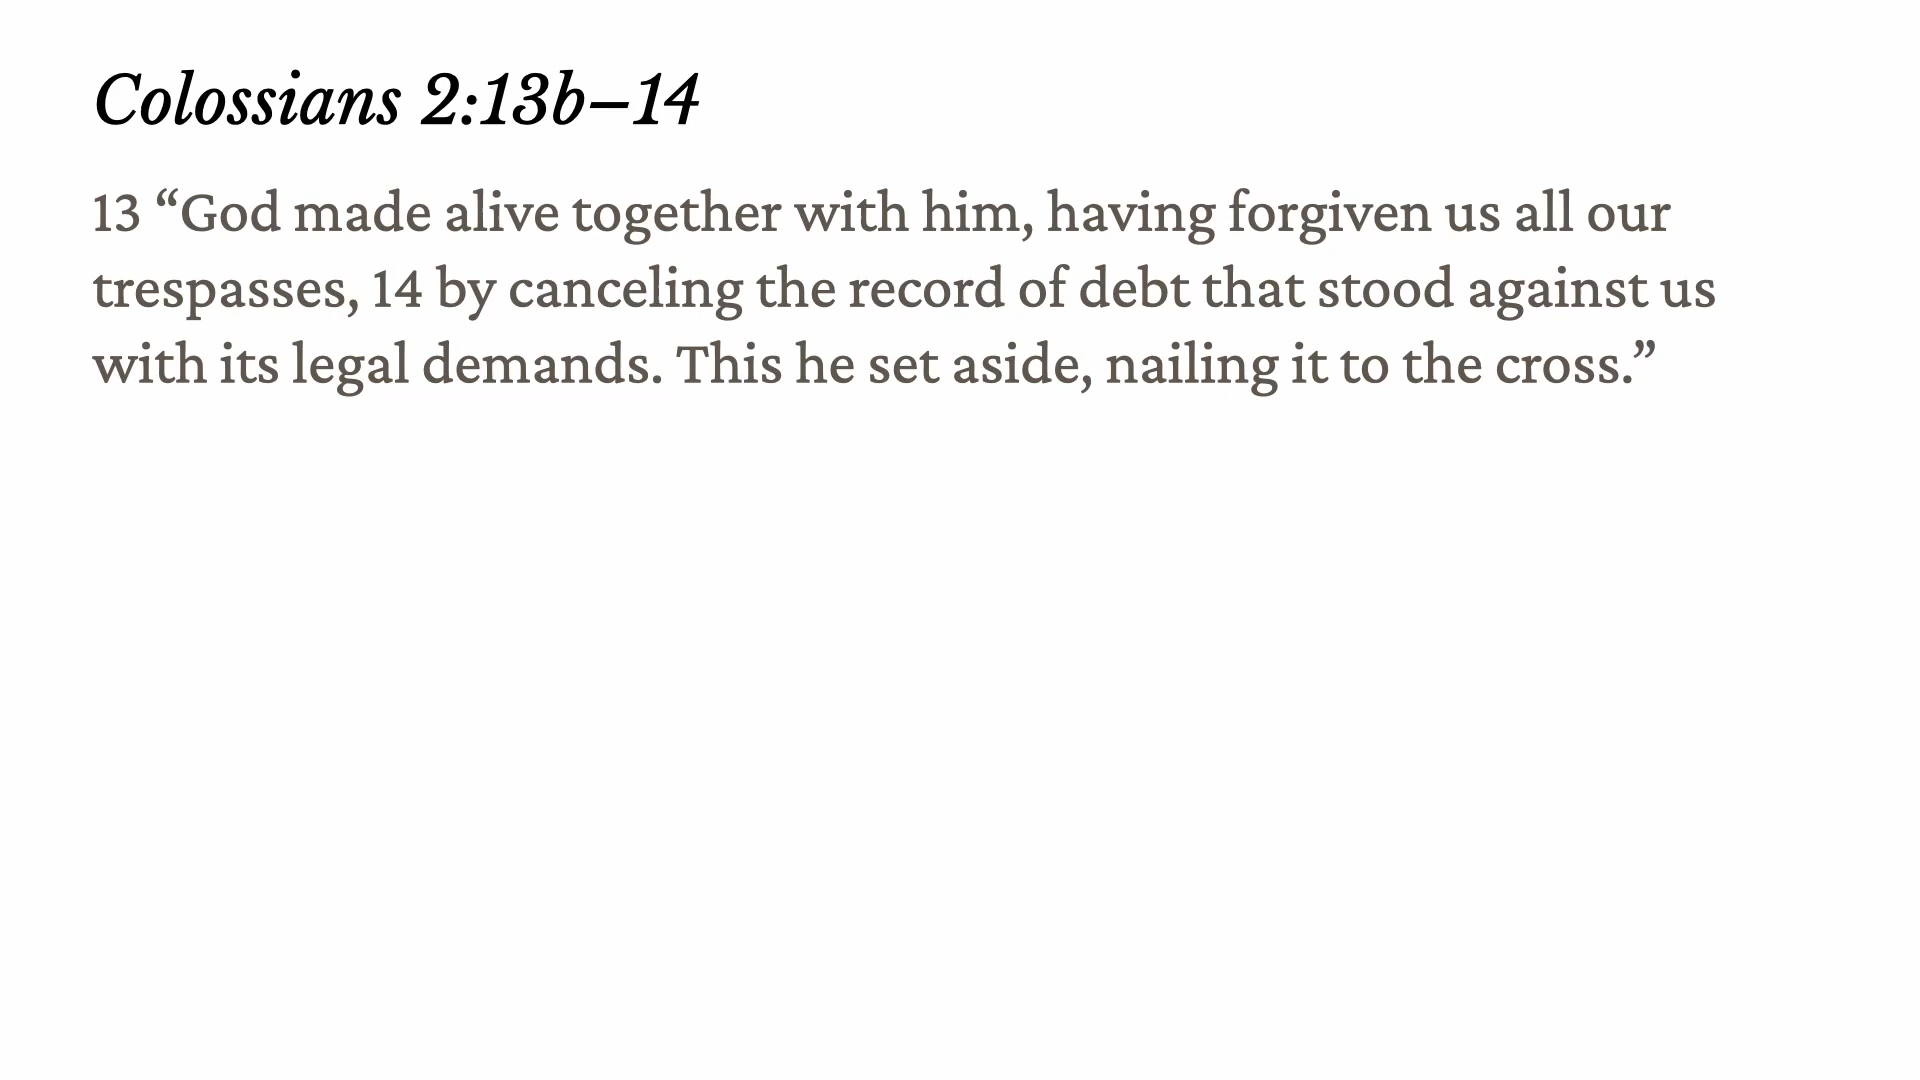 Colossians 2:13b–14
13 “God made alive together with him, having forgiven us all our
trespasses, 14 by canceling the record of debt that stood against us
with its legal demands. This he set aside, nailing it to the cross.”